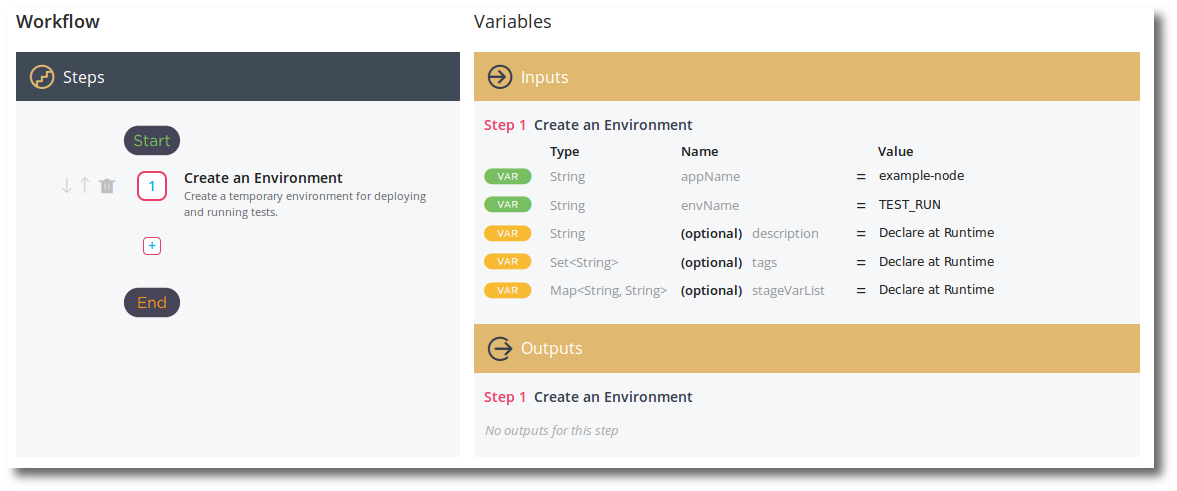 Workflow
Steps
Start
1
Create an Environment
Create a temporary environment for deploying
and running tests.
+
End
Variables
Inputs
Step 1 Create an Environment
Type Name Value
VAR String appName = example-node
VAR String envName = TEST_RUN
VAR String (optional) description = Declare at Runtime
VAR Set<String> (optional) tags = Declare at Runtime
VAR Map<String, String> (optional) stageVarList = Declare at Runtime
Outputs
Step 1 Create an Environment
No outputs for this step